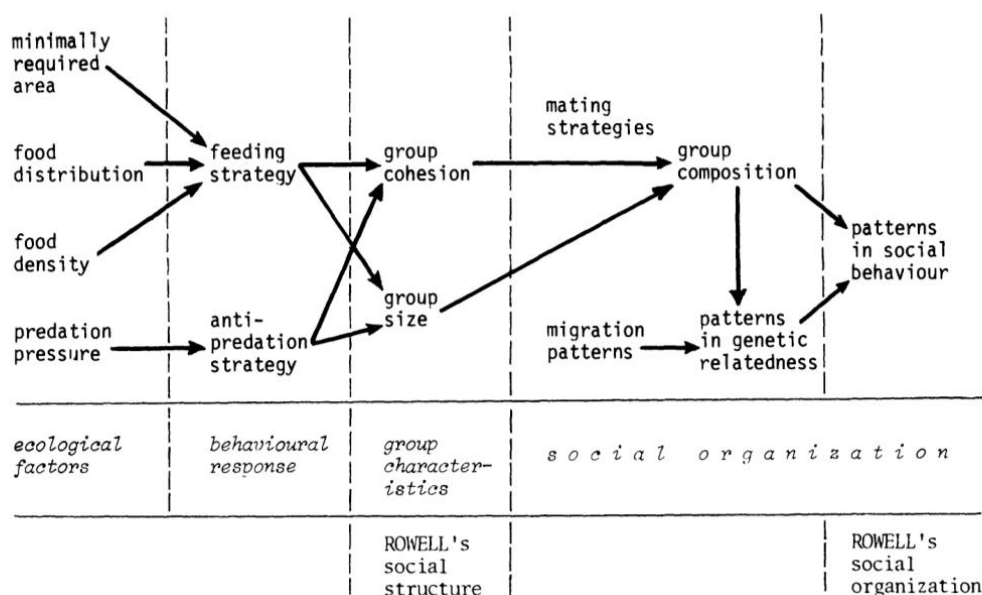 minimally
required
area
food
distribution
food
density
predation
pressure
feeding
strategy
anti-
predation
strategy
group
cohesion
group
size
mating
strategies
group
composition
migration
patterns
patterns
in genetic
relatedness
patterns
in social
behaviour
ecological
factors
behavioural
response
group
character-
istics
social organization
ROWELL's
social
structure
ROWELL's
social
organization